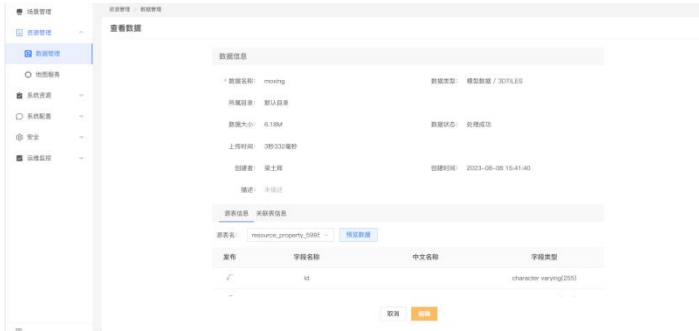 场景管理
资源管理
数据管理
地图服务
系统资源
系统配置
安全
运维监控
资源管理 / 数据管理
查看数据
数据信息
* 数据名称: moxing
数据类型: 模型数据 / 3DTILES
所属目录: 默认目录
数据大小: 6.18M
数据状态: 处理成功
上传时间: 3秒332毫秒
创建者: 梁士辉
创建时间: 2023-08-08 15:41:40
描述: 未描述
源表信息 关联表信息
源表名: resource_property_5995
预览数据
发布 字段名称 中文名称 字段类型
id character varying(255)
取消 编辑